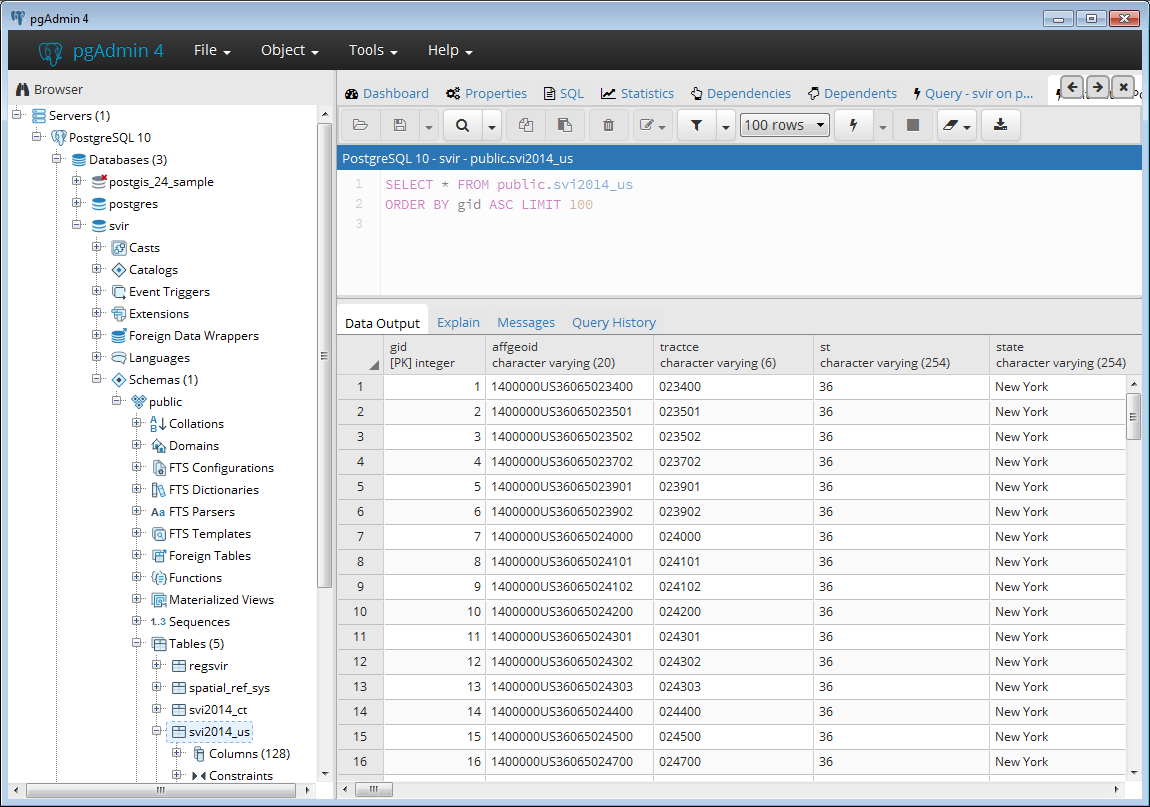 pgAdmin 4
pgAdmin 4 File Object Tools Help
Browser
Servers (1)
PostgreSQL 10
Databases (3)
postgis_24_sample
postgres
svir
Casts
Catalogs
Event Triggers
Extensions
Foreign Data Wrappers
Languages
Schemas (1)
public
Collations
Domains
FTS Configurations
FTS Dictionaries
Aa FTS Parsers
FTS Templates
Foreign Tables
Functions
Materialized Views
1..3 Sequences
Tables (5)
regsvir
spatial_ref_sys
svi2014_ct
svi2014_us
Columns (128)
Constraints
Dashboard Properties SQL Statistics Dependencies Dependents Query - svir on p...
100 rows
PostgreSQL 10 - svir - public.svi2014_us
1 SELECT * FROM public.svi2014_us
2 ORDER BY gid ASC LIMIT 100
3
Data Output Explain Messages Query History
gid affgeoid tractce st state
[PK] integer character varying (20) character varying (6) character varying (254) character varying (254)
1 1 1400000US36065023400 023400 36 New York
2 2 1400000US36065023501 023501 36 New York
3 3 1400000US36065023502 023502 36 New York
4 4 1400000US36065023702 023702 36 New York
5 5 1400000US36065023901 023901 36 New York
6 6 1400000US36065023902 023902 36 New York
7 7 1400000US36065024000 024000 36 New York
8 8 1400000US36065024101 024101 36 New York
9 9 1400000US36065024102 024102 36 New York
10 10 1400000US36065024200 024200 36 New York
11 11 1400000US36065024301 024301 36 New York
12 12 1400000US36065024302 024302 36 New York
13 13 1400000US36065024303 024303 36 New York
14 14 1400000US36065024400 024400 36 New York
15 15 1400000US36065024500 024500 36 New York
16 16 1400000US36065024700 024700 36 New York